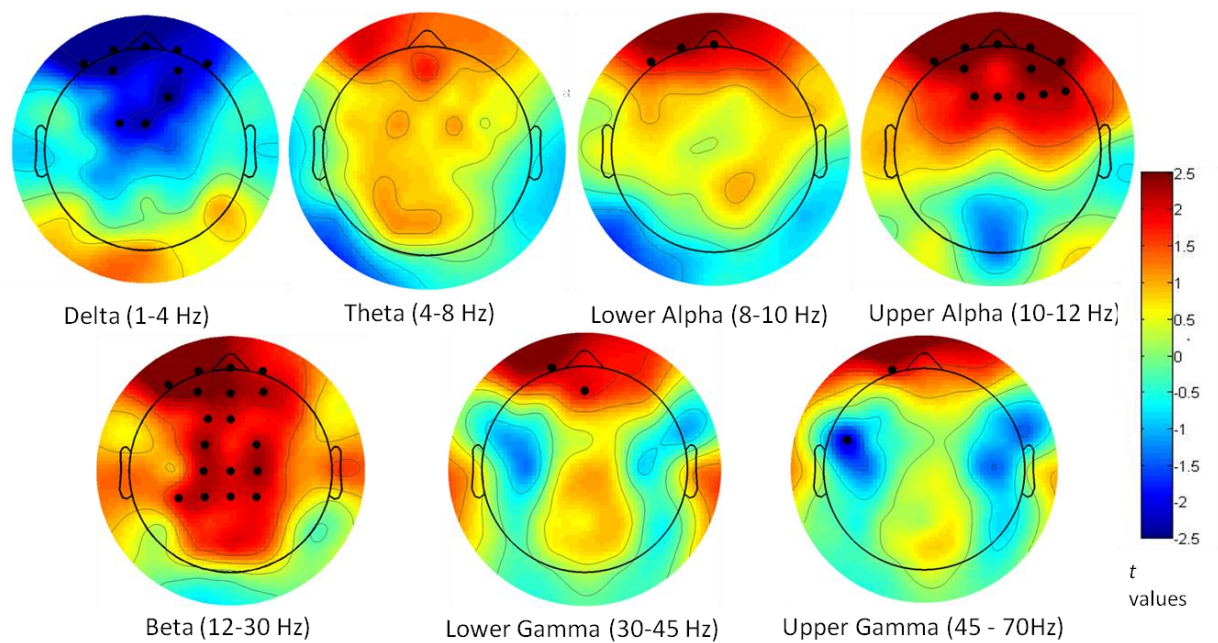 Delta (1-4 Hz)
Theta (4-8 Hz)
Lower Alpha (8-10 Hz)
Upper Alpha (10-12 Hz)
2.5
2
1.5
1
0.5
0
-0.5
-1
-1.5
-2
-2.5
t
values
Beta (12-30 Hz)
Lower Gamma (30-45 Hz)
Upper Gamma (45 - 70Hz)